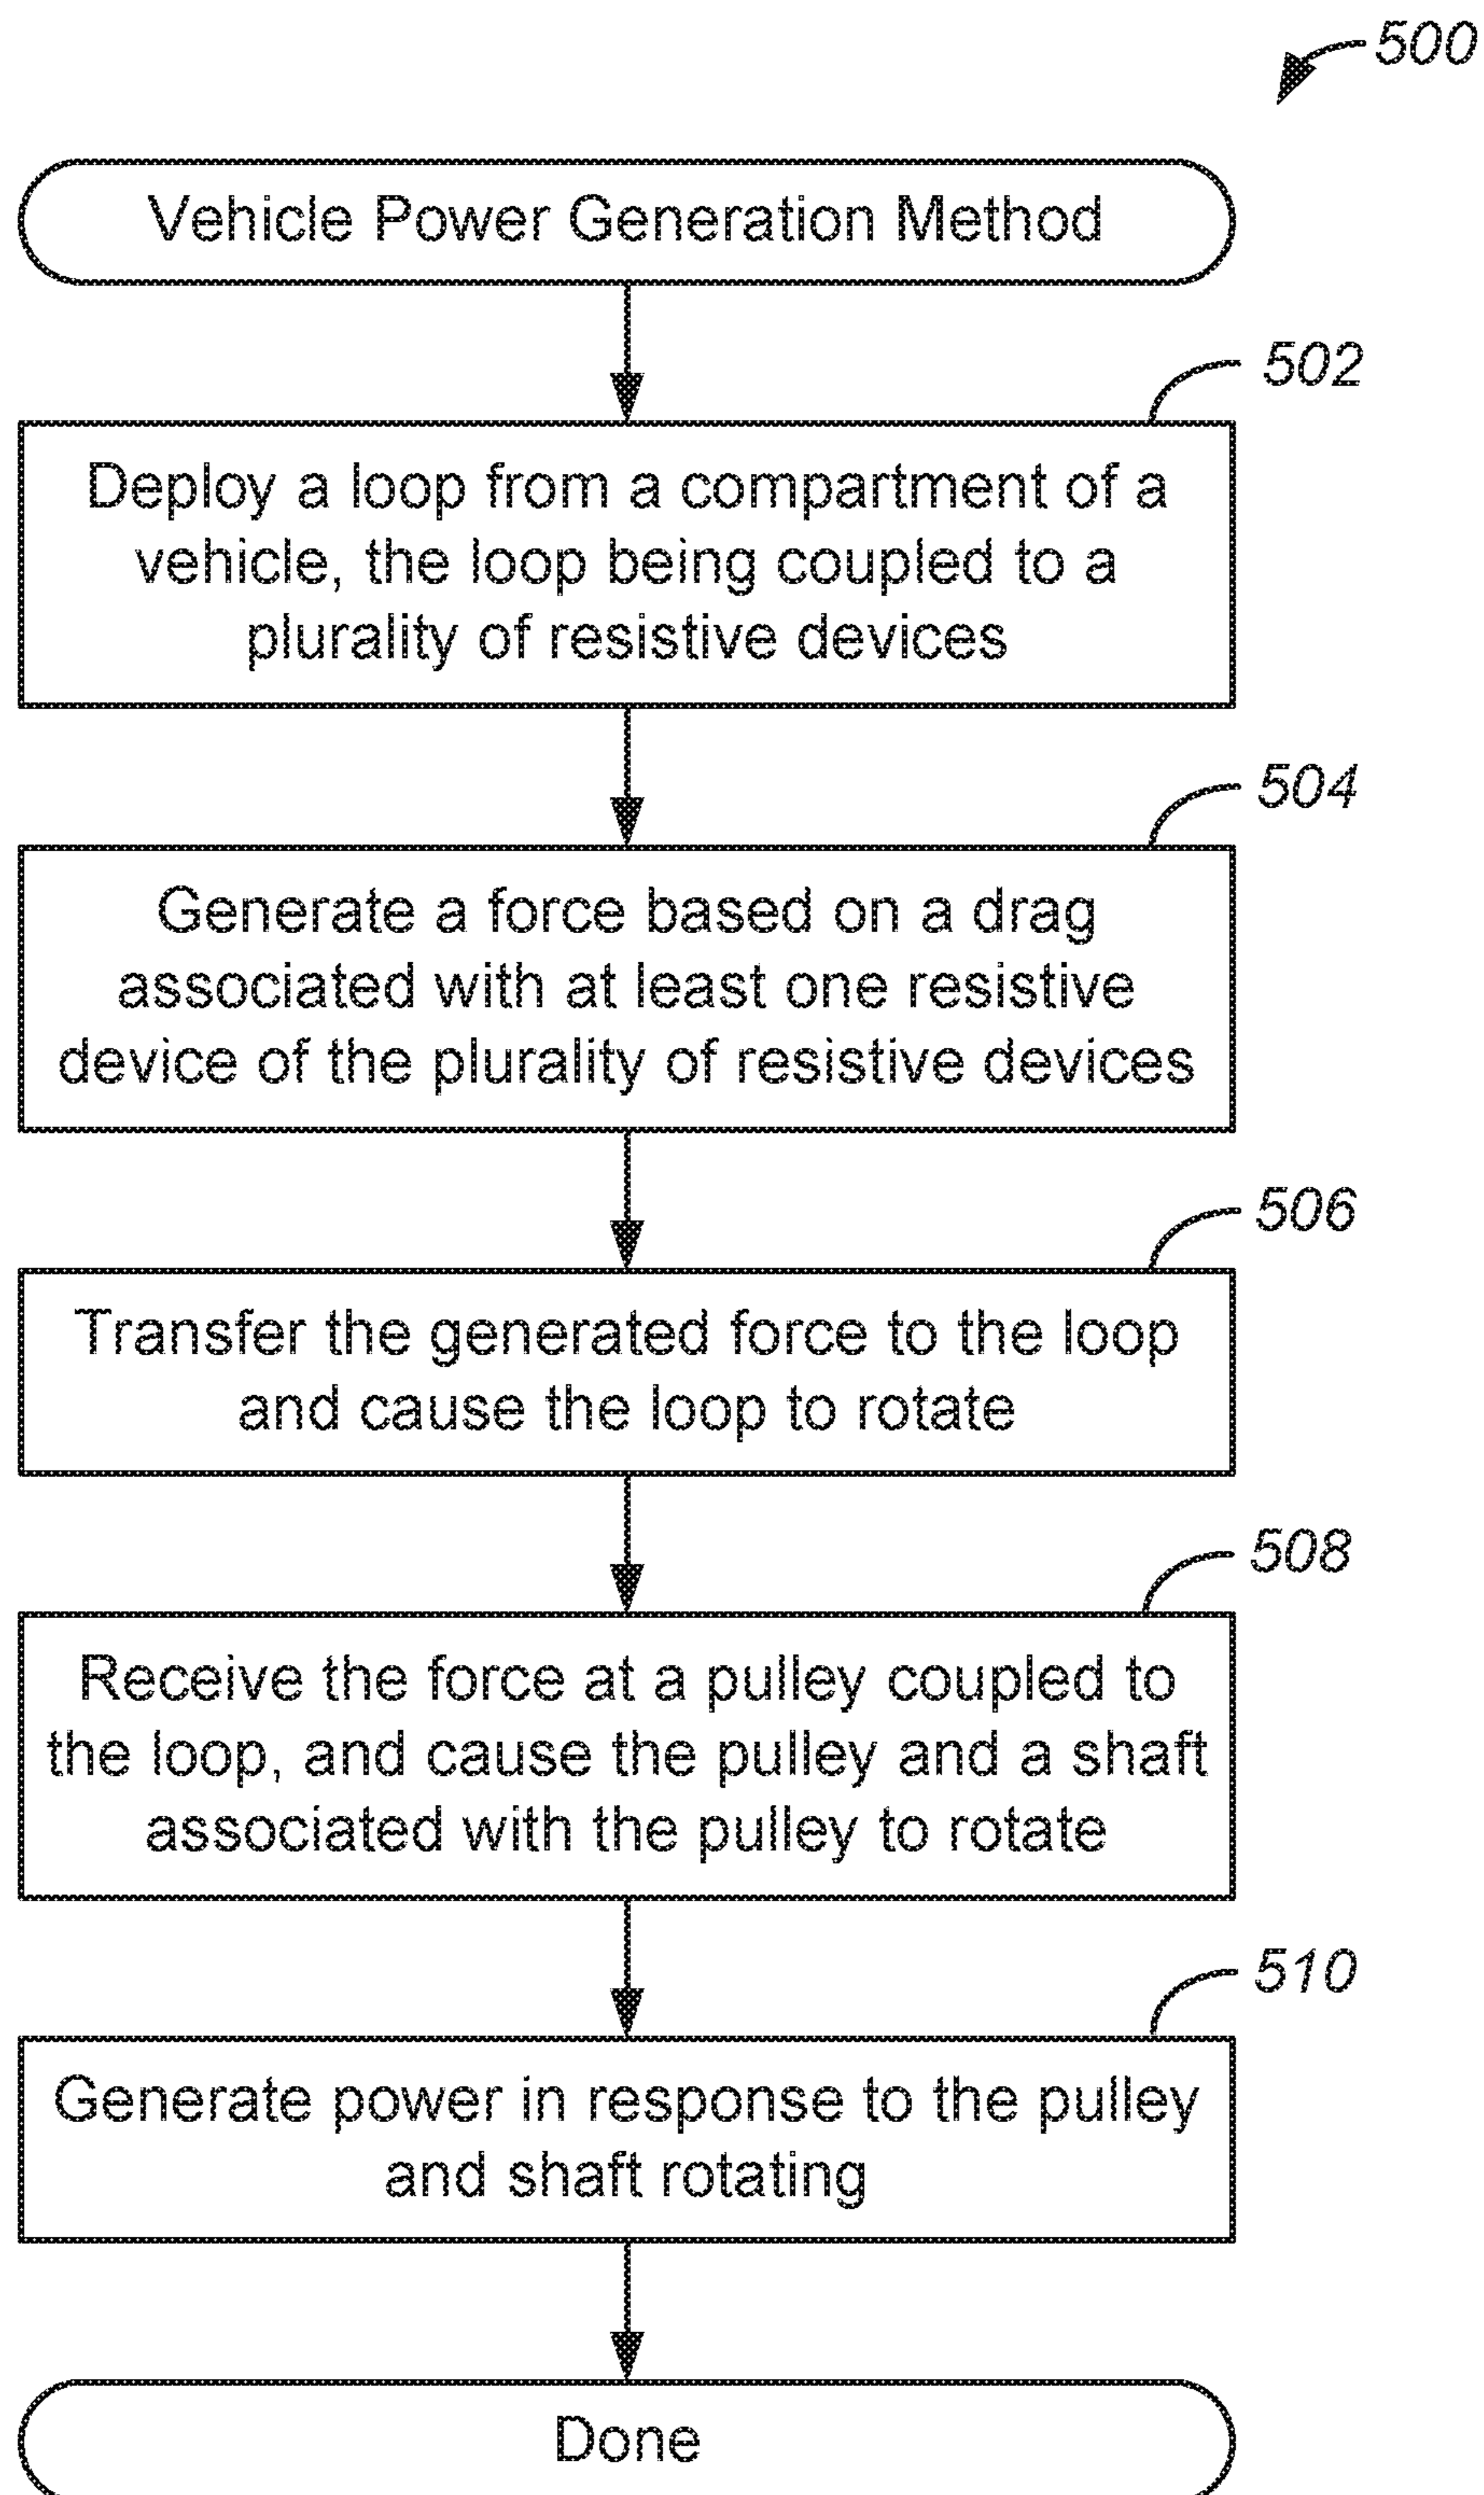 500
Vehicle Power Generation Method
502
Deploy a loop from a compartment of a
vehicle, the loop being coupled to a
plurality of resistive devices
504
Generate a force based on a drag
associated with at least one resistive
device of the plurality of resistive devices
506
Transfer the generated force to the loop
and cause the loop to rotate
508
Receive the force at a pulley coupled to
the loop, and cause the pulley and a shaft
associated with the pulley to rotate
510
Generate power in response to the pulley
and shaft rotating
Done